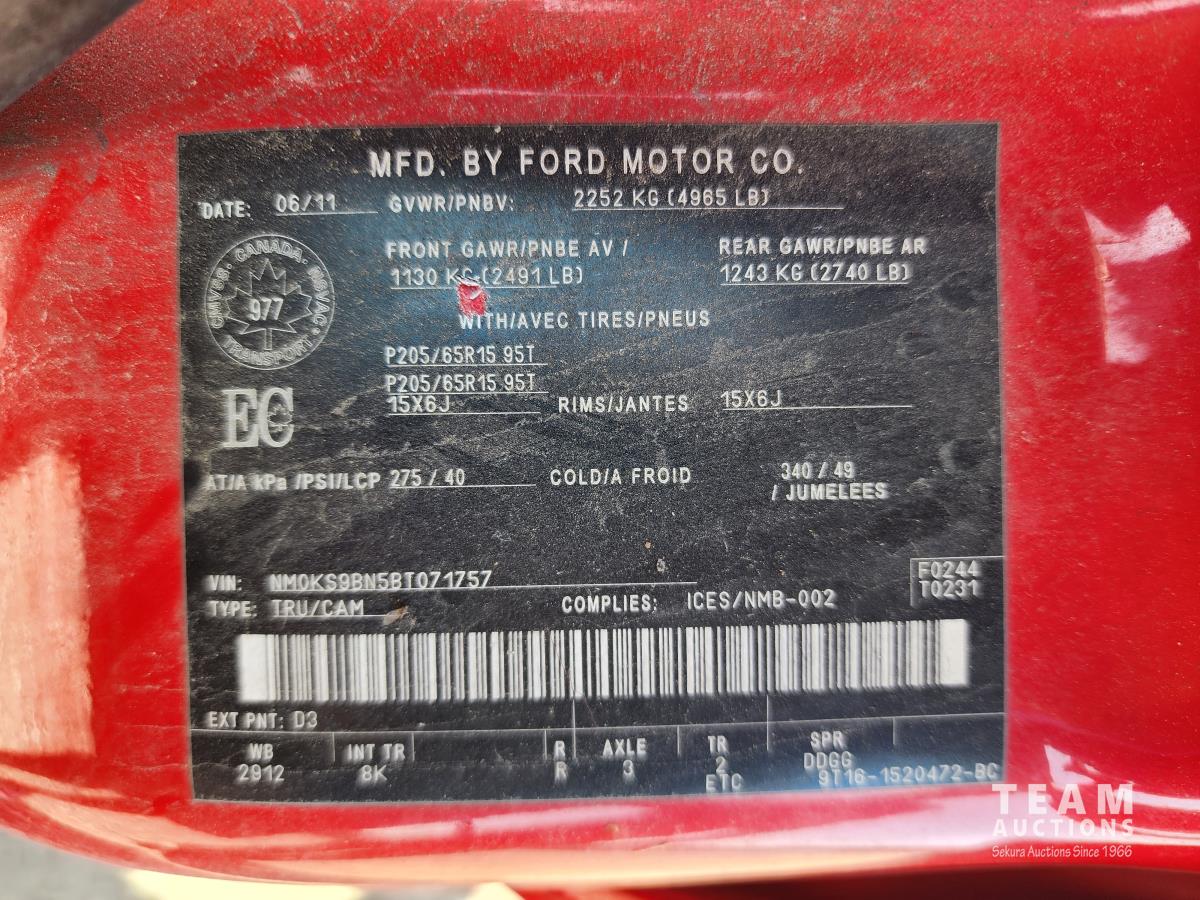 MFD. BY FORD MOTOR CO.
DATE: 06/11 GVWR/PNBV: 2252 KG (4965 LB)
FRONT GAWR/PNBE AV / REAR GAWR/PNBE AR
1130 KG (2491 LB) 1243 KG (2740 LB)
CMVSS. CANADA. NSVAC.
977
TRANSPORT
WITH/AVEC TIRES/PNEUS
P205/65R15 95T
P205/65R15 95T
15X6J RIMS/JANTES 15X6J
EC
AT/A kPa /PSI/LCP 275 / 40 COLD/A FROID 340 / 49
/ JUMELEES
VIN: NM0KS9BN5BT071757 F0244
TYPE: TRU/CAM COMPLIES: ICES/NMB-002 T0231
EXT PNT: D3
WB INT TR R AXLE TR SPR
2912 8K R 3 2 DDGG
ETC 9T16-1520472-BC
TEAM
AUCTIONS
Sekura Auctions Since 1966